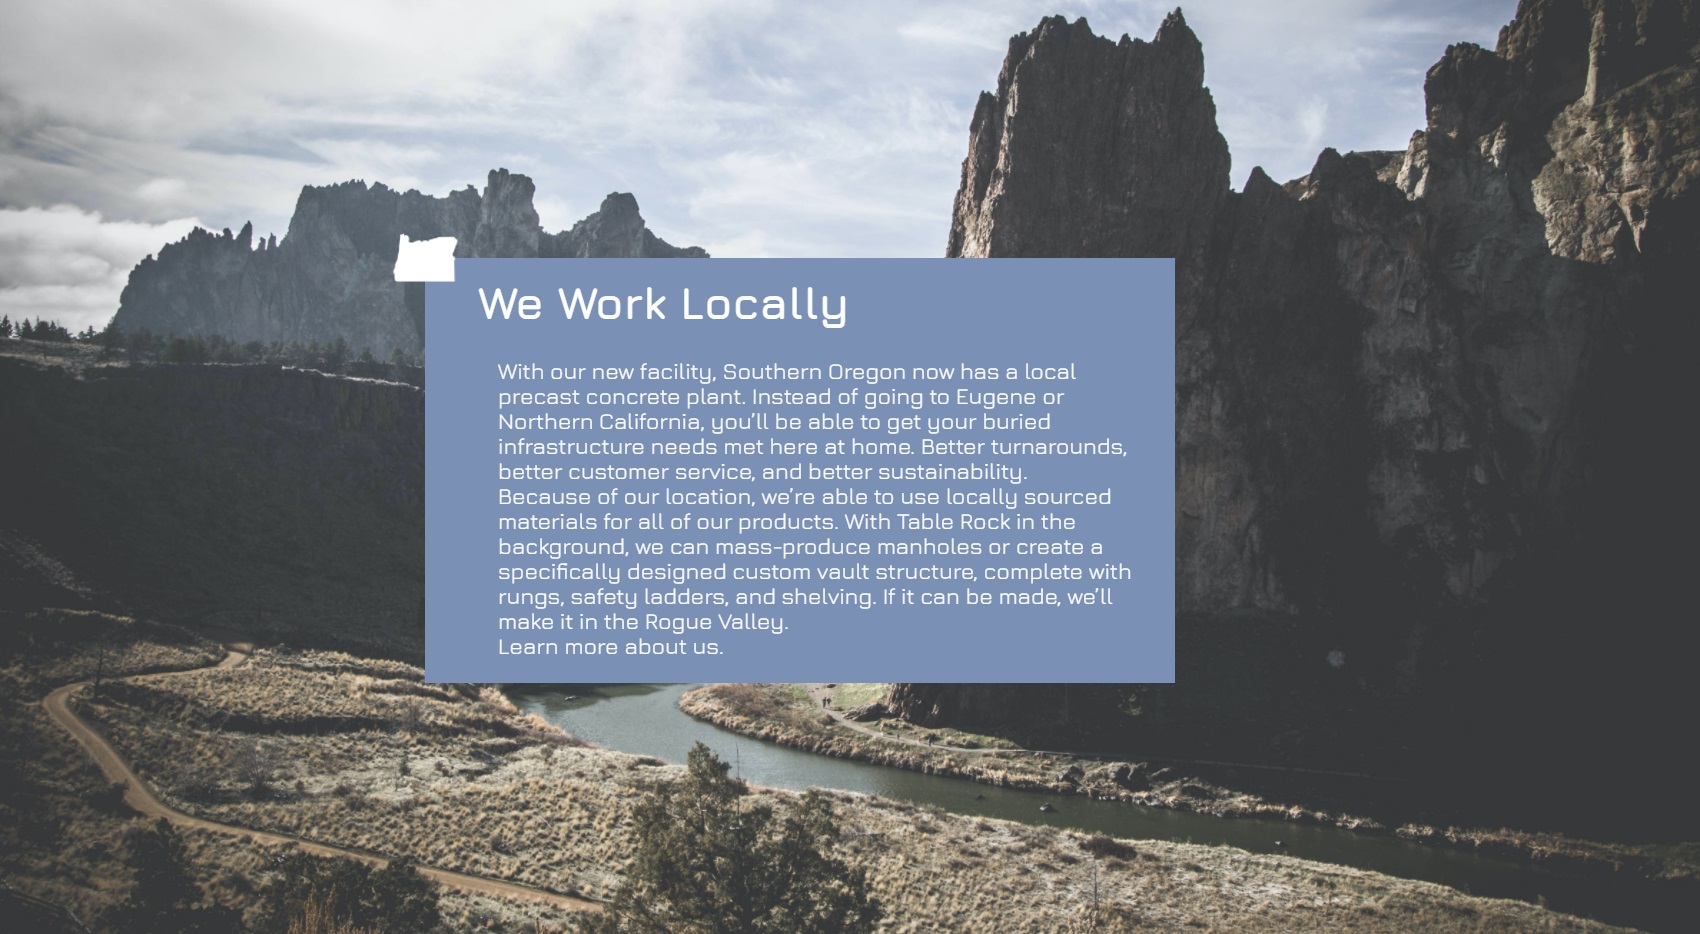 We Work Locally
With our new facility, Southern Oregon now has a local
precast concrete plant. Instead of going to Eugene or
Northern California, you’ll be able to get your buried
infrastructure needs met here at home. Better turnarounds,
better customer service, and better sustainability.
Because of our location, we’re able to use locally sourced
materials for all of our products. With Table Rock in the
background, we can mass-produce manholes or create a
specifically designed custom vault structure, complete with
rungs, safety ladders, and shelving. If it can be made, we’ll
make it in the Rogue Valley.
Learn more about us.